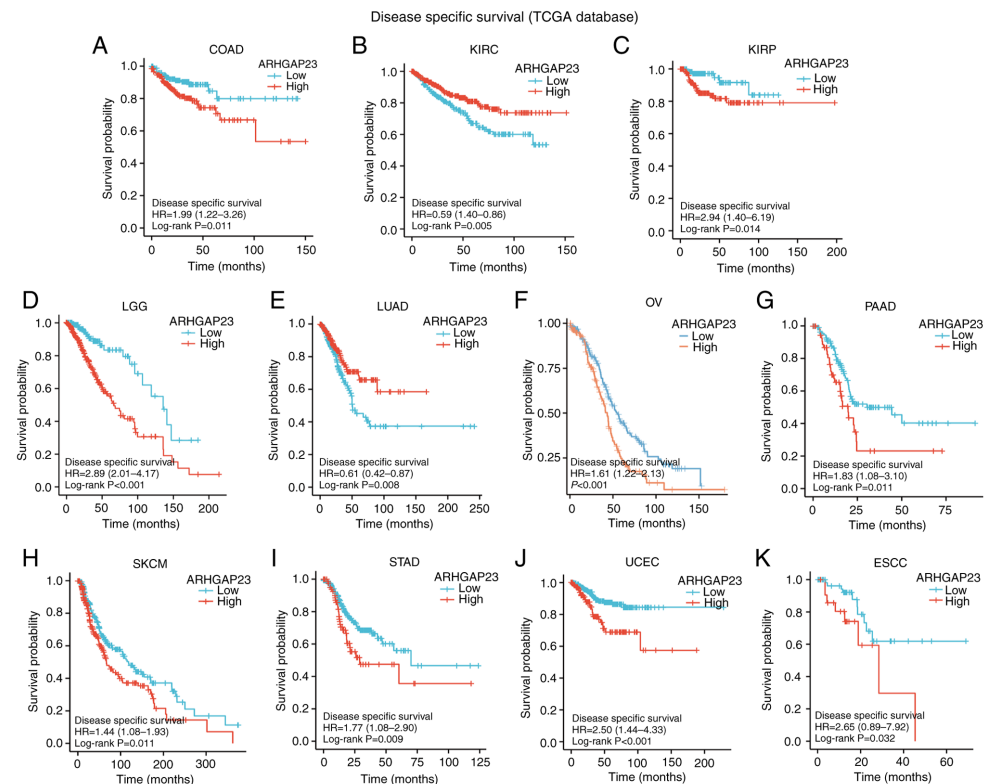 Disease specific survival (TCGA database)
A
COAD
ARHGAP23
Low
High
Survival probability
1.0
0.8
0.6
0.4
0.2
0.0
Disease specific survival
HR=1.99 (1.22–3.26)
Log-rank P=0.011
0 50 100 150
Time (months)
B
KIRC
ARHGAP23
Low
High
Survival probability
1.0
0.8
0.6
0.4
0.2
0.0
Disease specific survival
HR=0.59 (1.40–0.86)
Log-rank P=0.005
0 50 100 150
Time (months)
C
KIRP
ARHGAP23
Low
High
Survival probability
1.0
0.8
0.6
0.4
0.2
0.0
Disease specific survival
HR=2.94 (1.40–6.19)
Log-rank P=0.014
0 50 100 150 200
Time (months)
D
LGG
ARHGAP23
Low
High
Survival probability
1.0
0.8
0.6
0.4
0.2
0.0
Disease specific survival
HR=2.89 (2.01–4.17)
Log-rank P<0.001
0 50 100 150 200
Time (months)
E
LUAD
ARHGAP23
Low
High
Survival probability
1.0
0.8
0.6
0.4
0.2
0.0
Disease specific survival
HR=0.61 (0.42–0.87)
Log-rank P=0.008
0 50 100 150 200 250
Time (months)
F
OV
ARHGAP23
Low
High
Survival probability
1.00
0.75
0.50
0.25
Disease specific survival
HR=1.61 (1.22–2.13)
P<0.001
0 50 100 150
Time (months)
G
PAAD
ARHGAP23
Low
High
Survival probability
1.0
0.8
0.6
0.4
0.2
0.0
Disease specific survival
HR=1.83 (1.08–3.10)
Log-rank P=0.011
0 25 50 75
Time (months)
H
SKCM
ARHGAP23
Low
High
Survival probability
1.0
0.8
0.6
0.4
0.2
0.0
Disease specific survival
HR=1.44 (1.08–1.93)
Log-rank P=0.011
0 100 200 300
Time (months)
I
STAD
ARHGAP23
Low
High
Survival probability
1.0
0.8
0.6
0.4
0.2
0.0
Disease specific survival
HR=1.77 (1.08–2.90)
Log-rank P=0.009
0 25 50 75 100 125
Time (months)
J
UCEC
ARHGAP23
Low
High
Survival probability
1.0
0.8
0.6
0.4
0.2
0.0
Disease specific survival
HR=2.50 (1.44–4.33)
Log-rank P<0.001
0 50 100 150 200
Time (months)
K
ESCC
ARHGAP23
Low
High
Survival probability
1.0
0.8
0.6
0.4
0.2
0.0
Disease specific survival
HR=2.65 (0.89–7.92)
Log-rank P=0.032
0 20 40 60
Time (months)